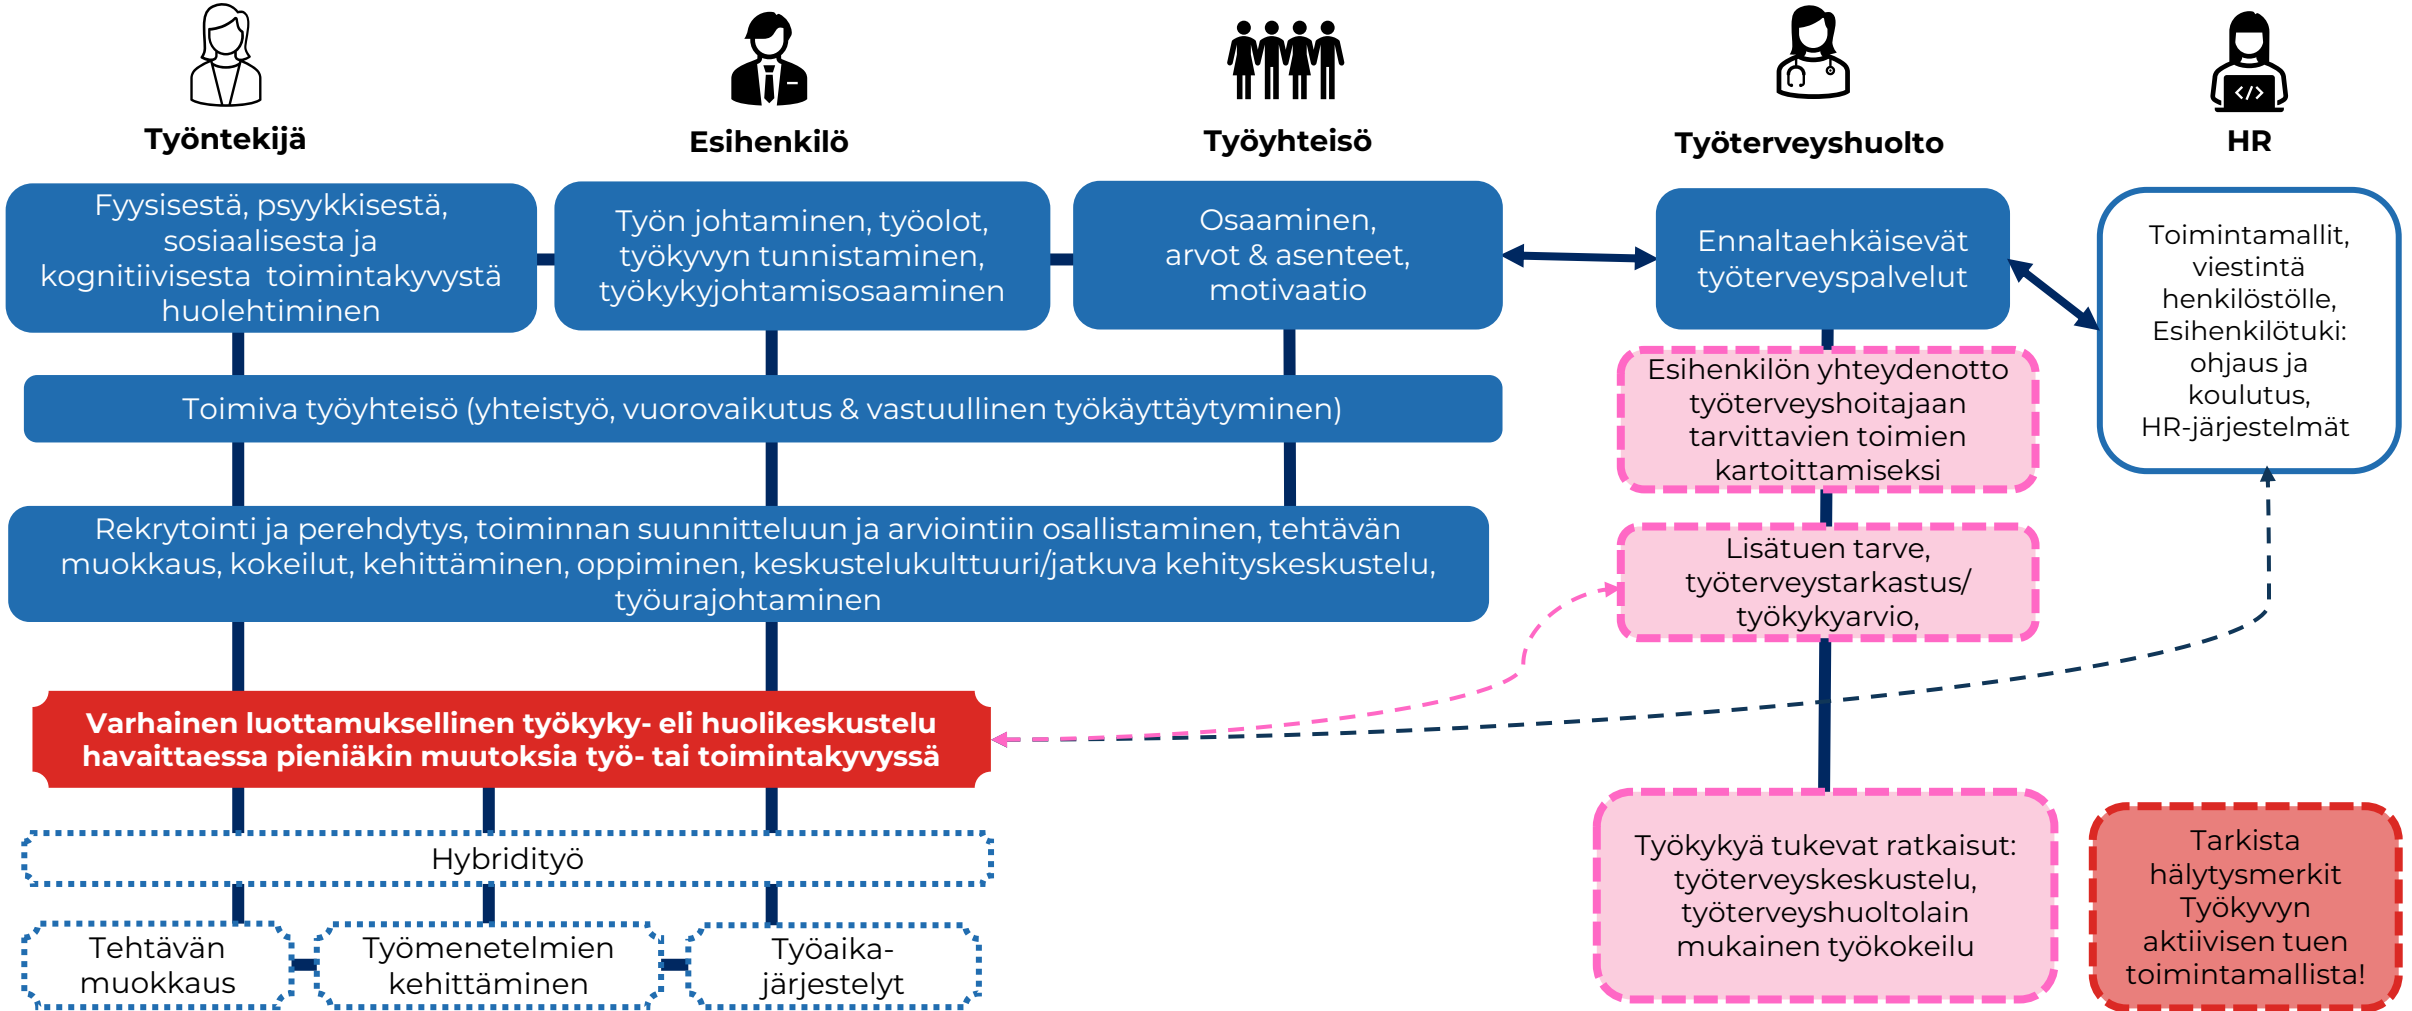 Työntekijä
Esihenkilö
Työyhteisö
Työterveyshuolto
HR
Fyysisestä, psyykkisestä,
sosiaalisesta ja
kognitiivisesta toimintakyvystä
huolehtiminen
Työn johtaminen, työolot,
työkyvyn tunnistaminen,
työkykyjohtamisosaaminen
Osaaminen,
arvot & asenteet,
motivaatio
Ennaltaehkäisevät
työterveyspalvelut
Toimintamallit,
viestintä
henkilöstölle,
Esihenkilötuki:
ohjaus ja
koulutus,
HR-järjestelmät
Toimiva työyhteisö (yhteistyö, vuorovaikutus & vastuullinen työkäyttäytyminen)
Esihenkilön yhteydenotto
työterveyshoitajaan
tarvittavien toimien
kartoittamiseksi
Rekrytointi ja perehdytys, toiminnan suunnitteluun ja arviointiin osallistaminen, tehtävän
muokkaus, kokeilut, kehittäminen, oppiminen, keskustelukulttuuri/jatkuva kehityskeskustelu,
työurajohtaminen
Lisätuen tarve,
työterveystarkastus/
työkykyarvio,
Varhainen luottamuksellinen työkyky- eli huolikeskustelu
havaittaessa pieniäkin muutoksia työ- tai toimintakyvyssä
Hybridityö
Tehtävän
muokkaus
Työmenetelmien
kehittäminen
Työaika-
järjestelyt
Työkykyä tukevat ratkaisut:
työterveyskeskustelu,
työterveyshuoltolain
mukainen työkokeilu
Tarkista
hälytysmerkit
Työkyvyn
aktiivisen tuen
toimintamallista!